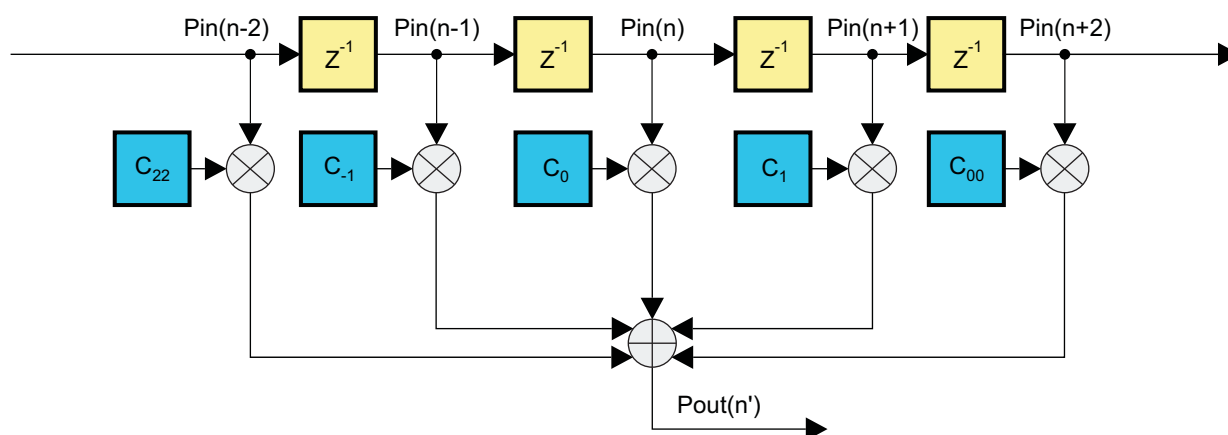 Pin(n-2) Pin(n-1) Pin(n) Pin(n+1) Pin(n+2)
Z-1 Z-1 Z-1 Z-1
C22 C-1 C0 C1 C00
Pout(n')